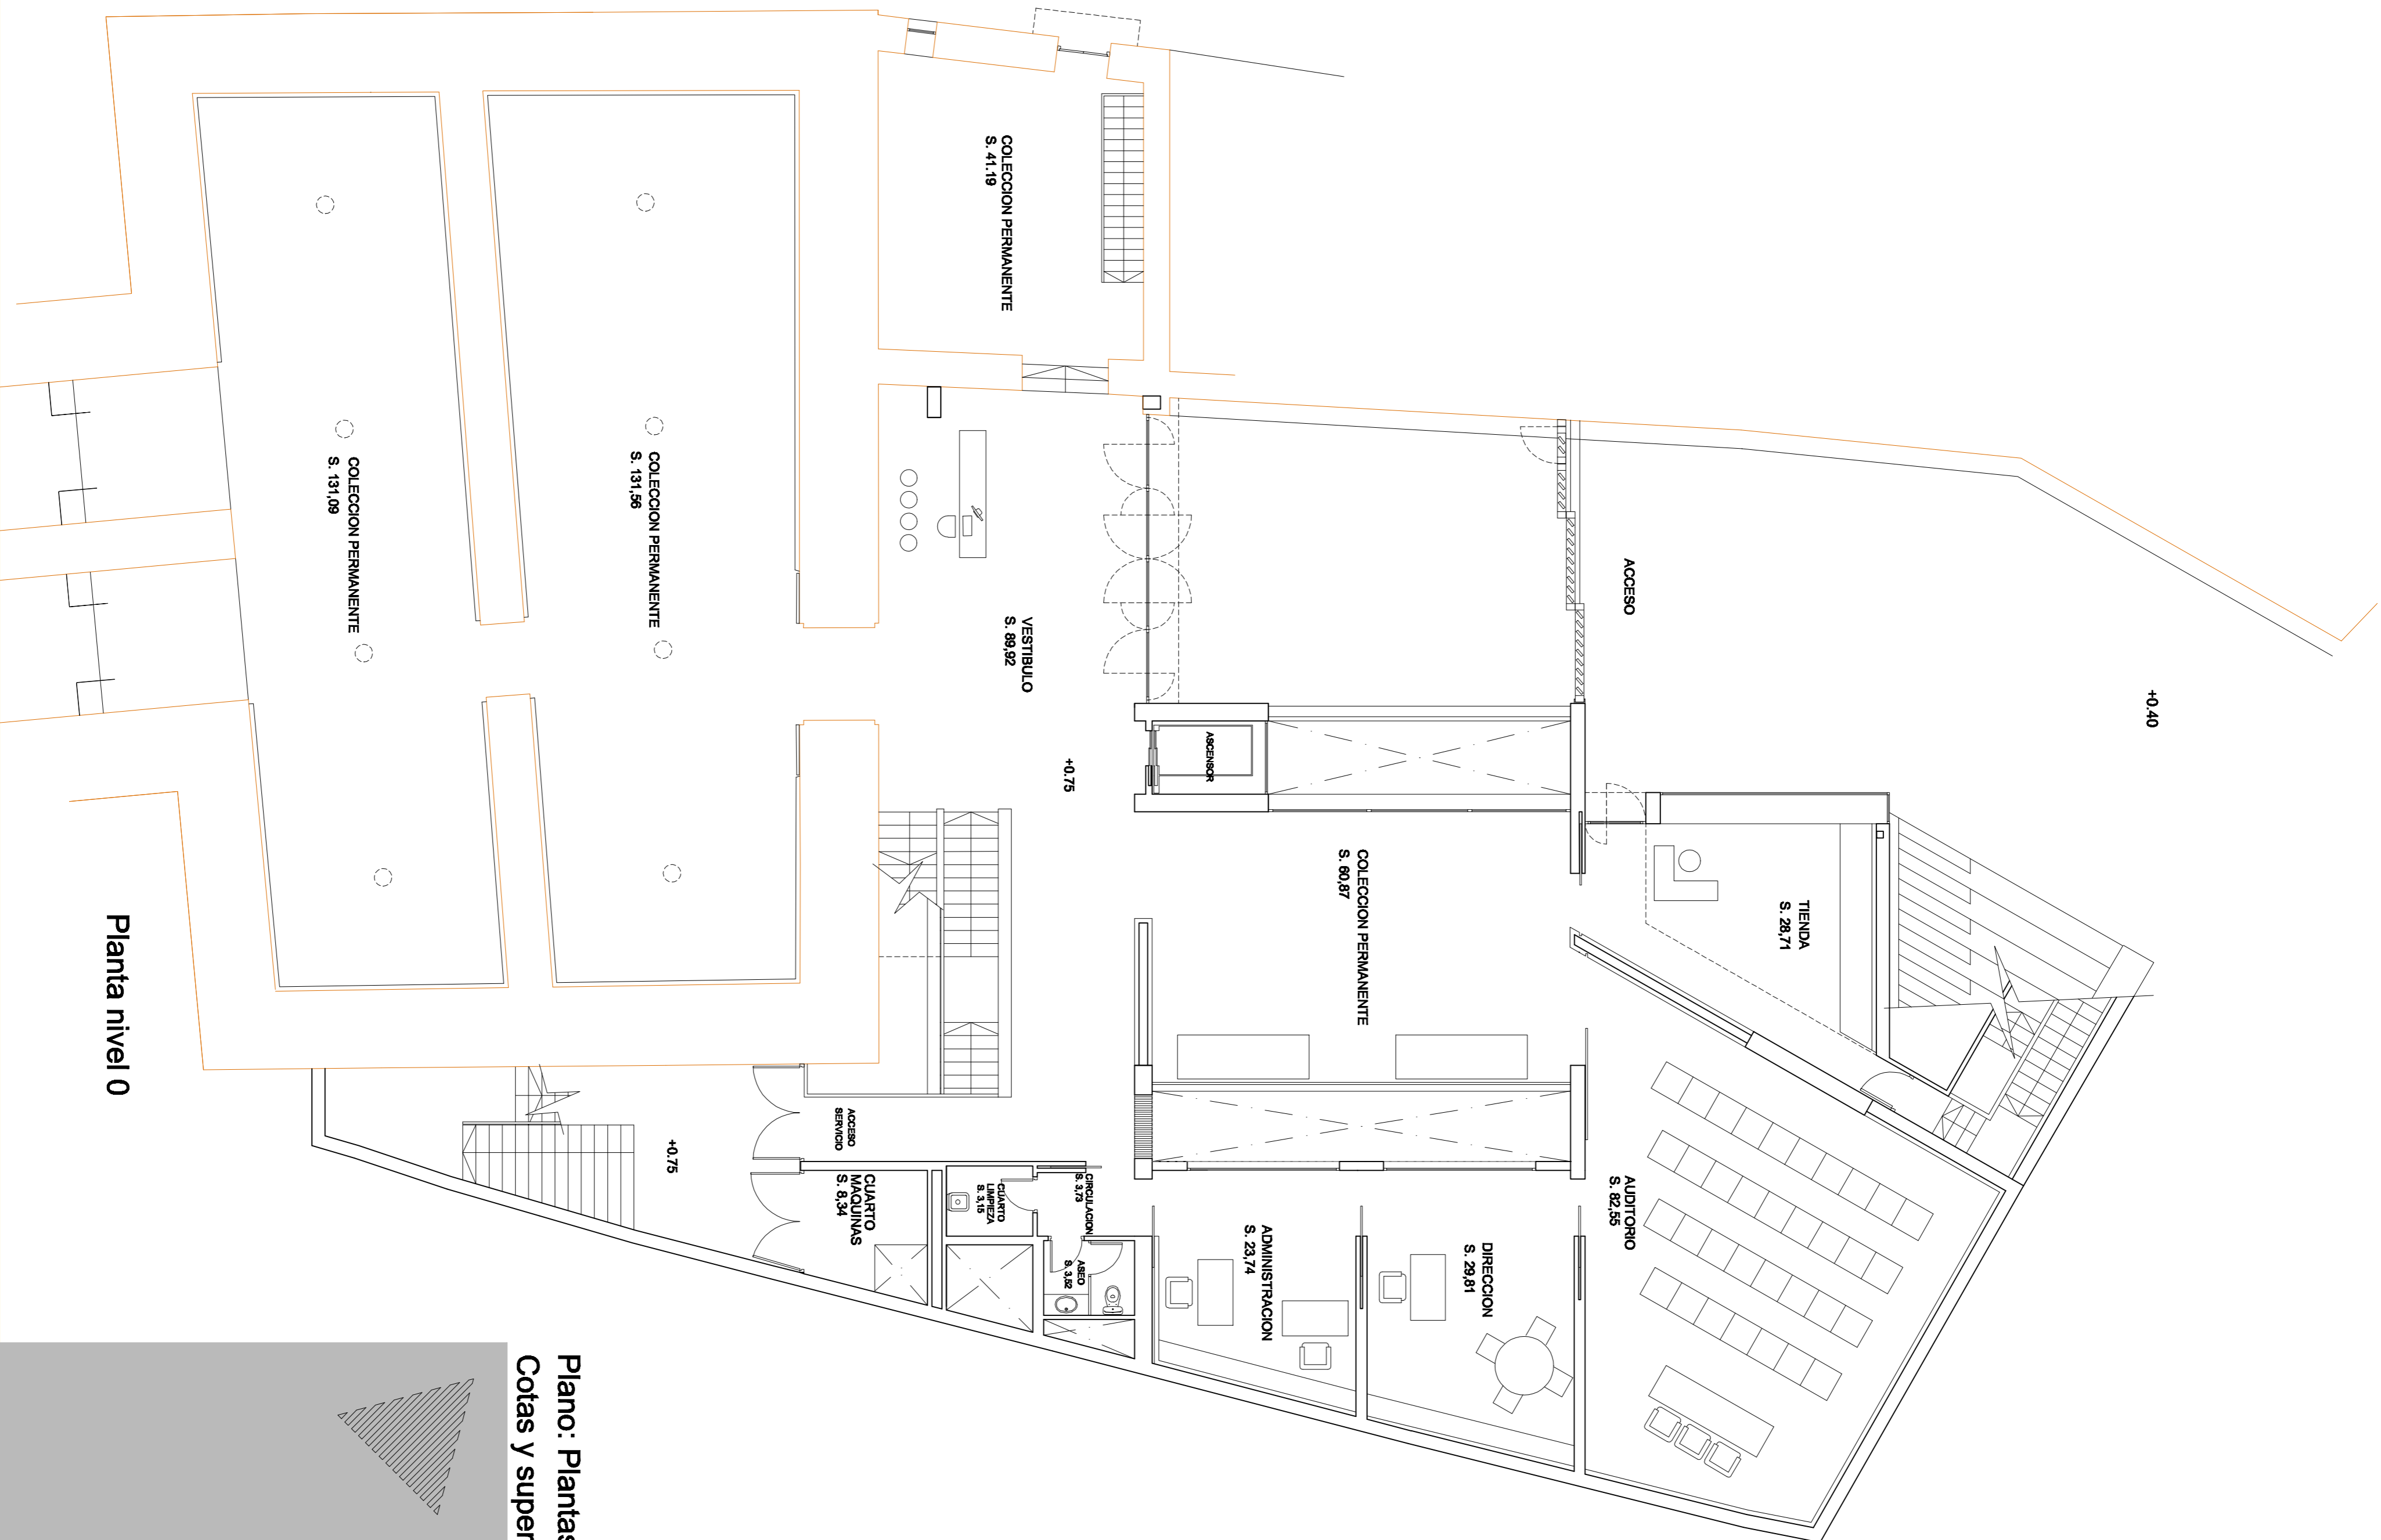 COLECCION PERMANENTE
S. 41.19
COLECCION PERMANENTE
S. 131,56
COLECCION PERMANENTE
S. 131,09
VESTIBULO
S. 89,92
ACCESO
+0.40
+0.75
ASCENSOR
COLECCION PERMANENTE
S. 60,87
TIENDA
S. 28,71
AUDITORIO
S. 82,55
DIRECCION
S. 29,81
ADMINISTRACION
S. 23,74
CIRCULACION
S. 3,73
ASEO
S. 3,52
CUARTO
LIMPIEZA
S. 3,15
CUARTO
MAQUINAS
S. 8,34
ACCESO
SERVICIO
+0.75
Planta nivel 0
Plano: Plantas
Cotas y super